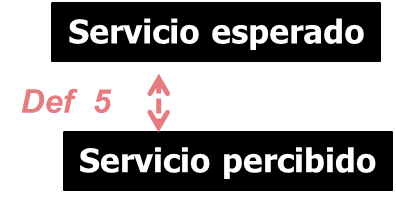 Servicio esperado
Def 5
Servicio percibido